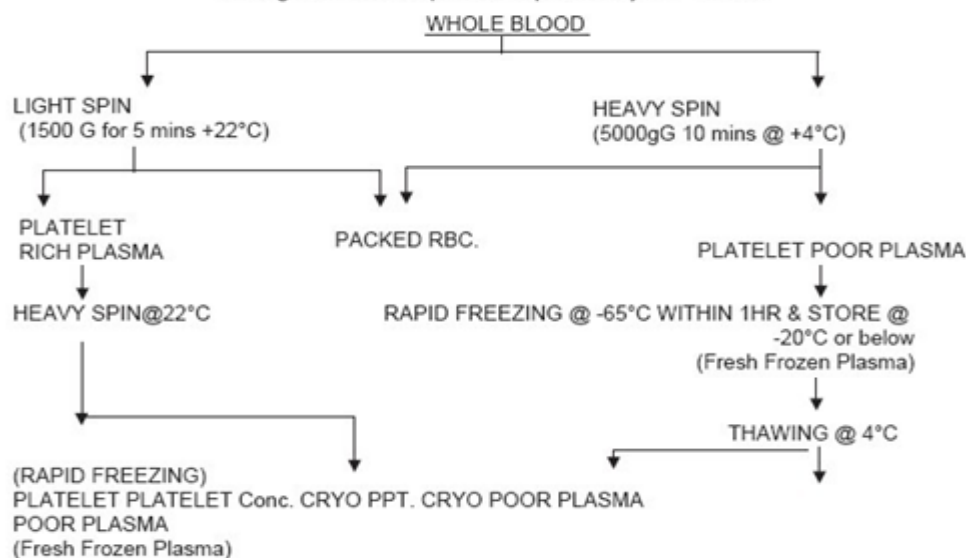 WHOLE BLOOD
LIGHT SPIN
(1500 G for 5 mins +22°C)
HEAVY SPIN
(5000gG 10 mins @ +4°C)
PLATELET
RICH PLASMA
PACKED RBC.
PLATELET POOR PLASMA
HEAVY SPIN@22°C
RAPID FREEZING @ -65°C WITHIN 1HR & STORE @
-20°C or below
(Fresh Frozen Plasma)
THAWING @ 4°C
(RAPID FREEZING)
PLATELET PLATELET Conc. CRYO PPT. CRYO POOR PLASMA
POOR PLASMA
(Fresh Frozen Plasma)